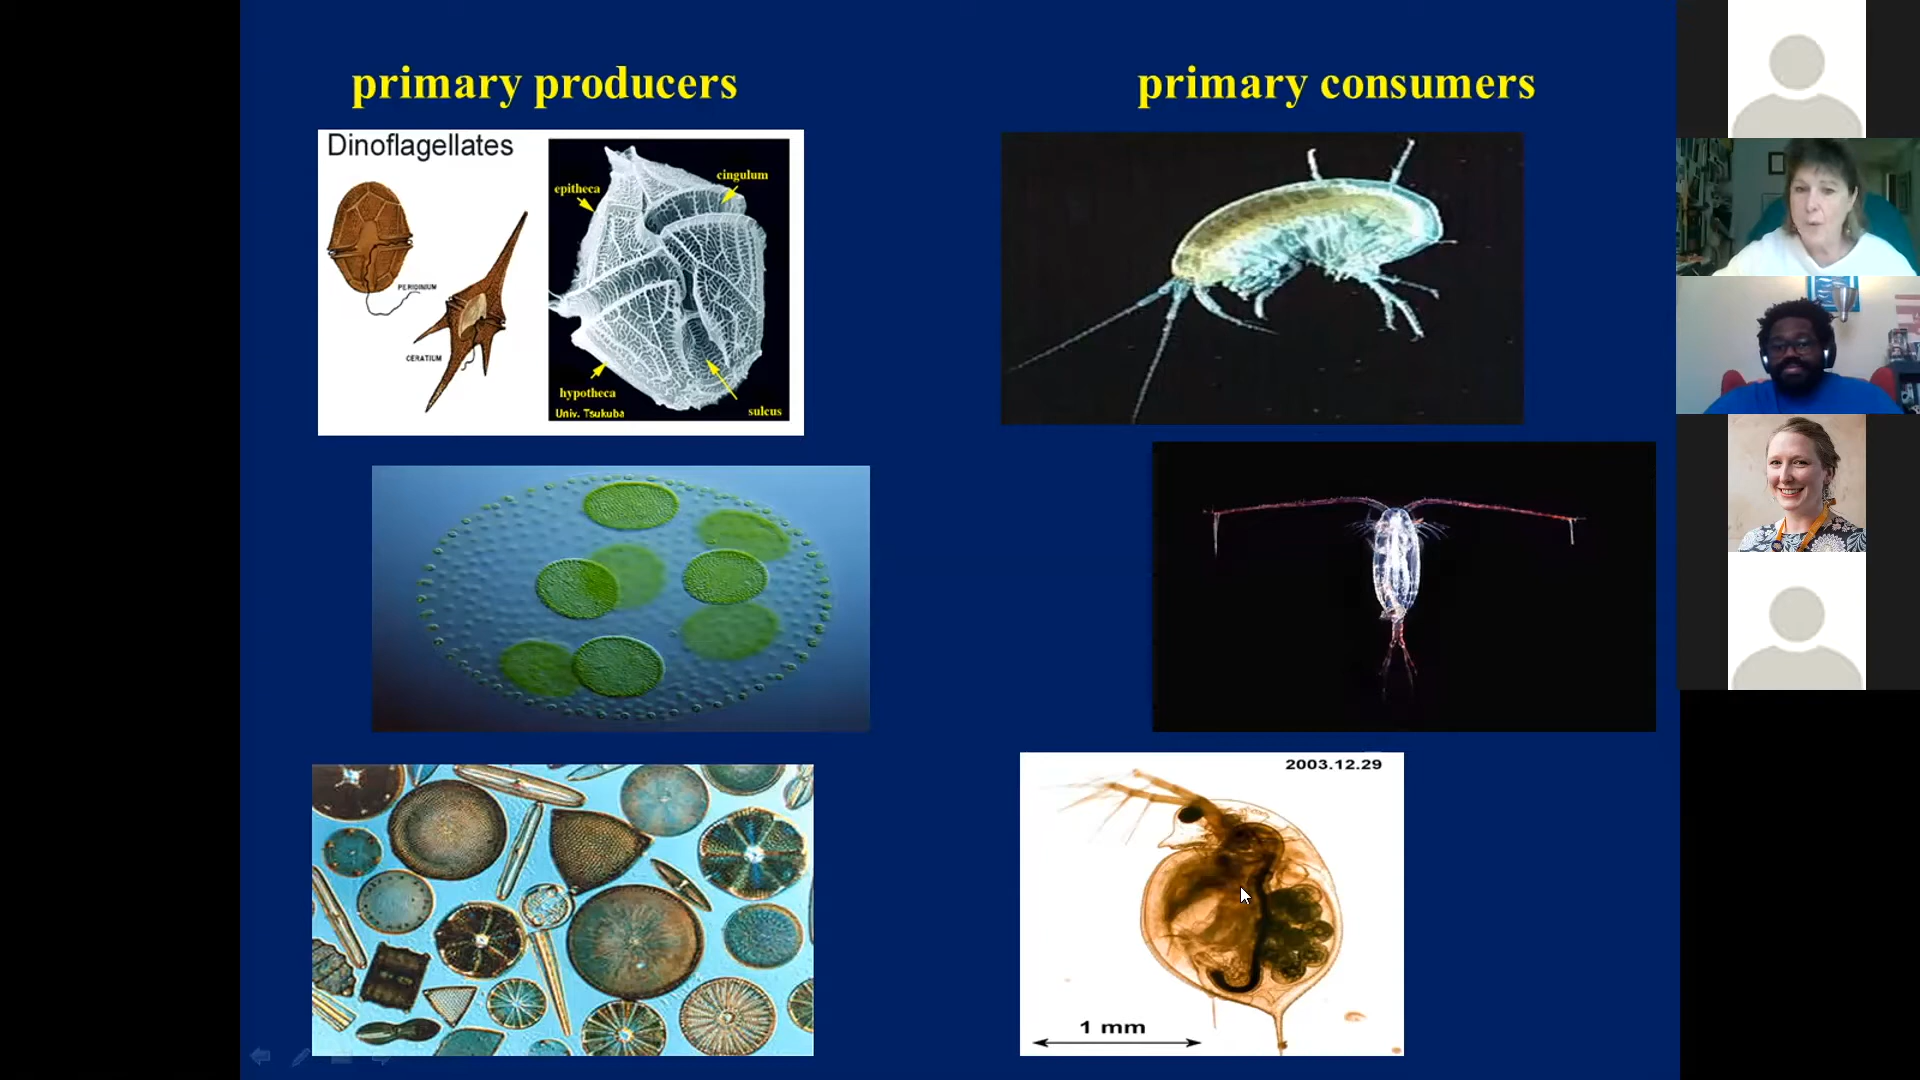 primary producers
primary consumers
Dinoflagellates
epitheca
cingulum
PERIDINIUM
CERATIUM
hypotheca
Univ. Tsukuba
sulcus
2003.12.29
1 mm